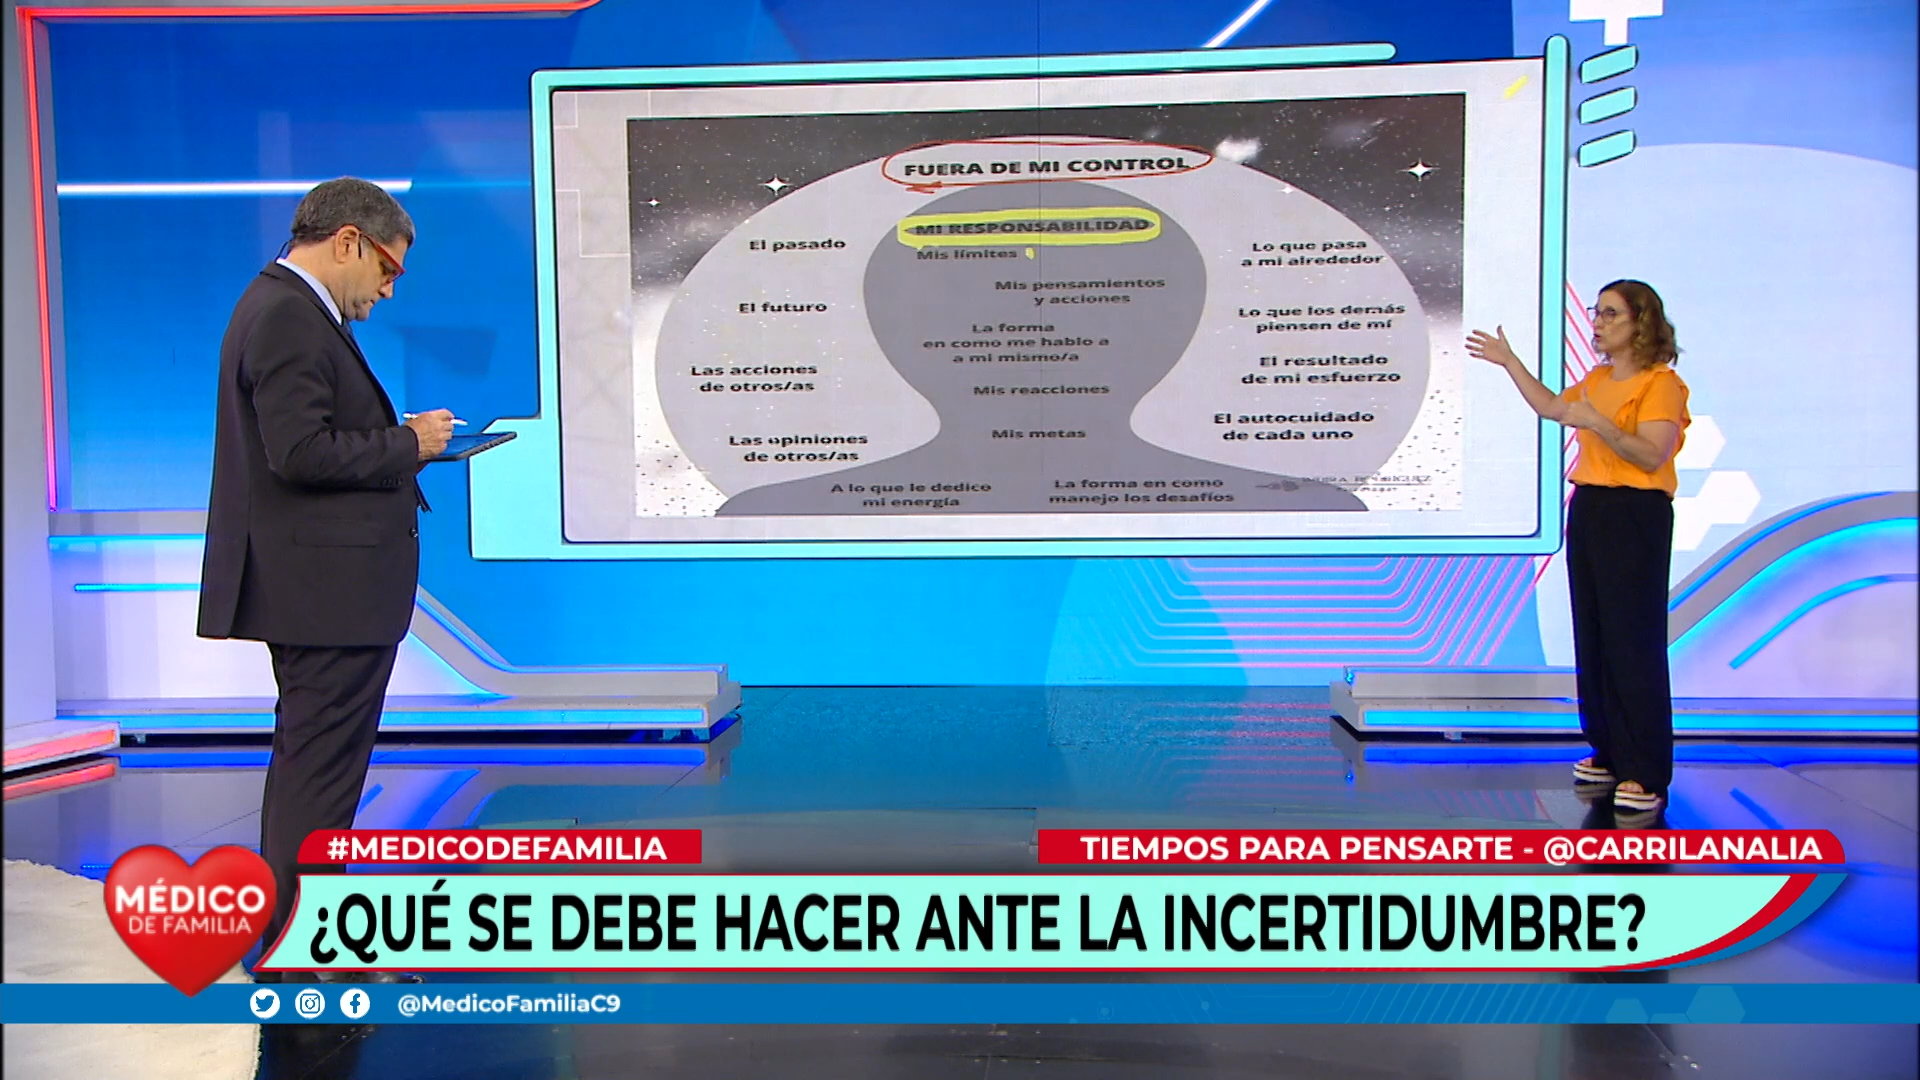 FUERA DE MI CONTROL
MI RESPONSABILIDAD
El pasado
Mis límites
Lo que pasa
a mi alrededor
Mis pensamientos
y acciones
El futuro
Lo que los demás
piensen de mí
La forma
en como me hablo a
a mi mismo/a
Las acciones
de otros/as
El resultado
de mi esfuerzo
Mis reacciones
El autocuidado
de cada uno
Las opiniones
de otros/as
Mis metas
A lo que le dedico
mi energía
La forma en como
manejo los desafíos
#MEDICODEFAMILIA
TIEMPOS PARA PENSARTE - @CARRILANALIA
MÉDICO
DE FAMILIA
¿QUÉ SE DEBE HACER ANTE LA INCERTIDUMBRE?
@MedicoFamiliaC9